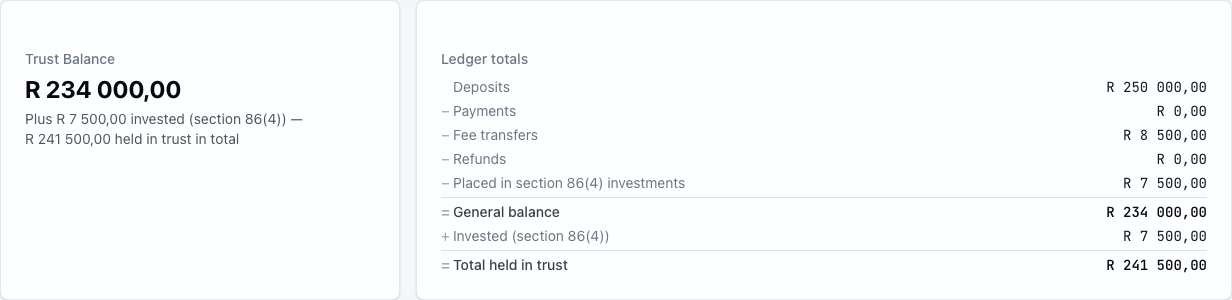 Trust Balance
R 234 000,00
Plus R 7 500,00 invested (section 86(4)) —
R 241 500,00 held in trust in total
Ledger totals
Deposits R 250 000,00
– Payments R 0,00
– Fee transfers R 8 500,00
– Refunds R 0,00
– Placed in section 86(4) investments R 7 500,00
= General balance R 234 000,00
+ Invested (section 86(4)) R 7 500,00
= Total held in trust R 241 500,00